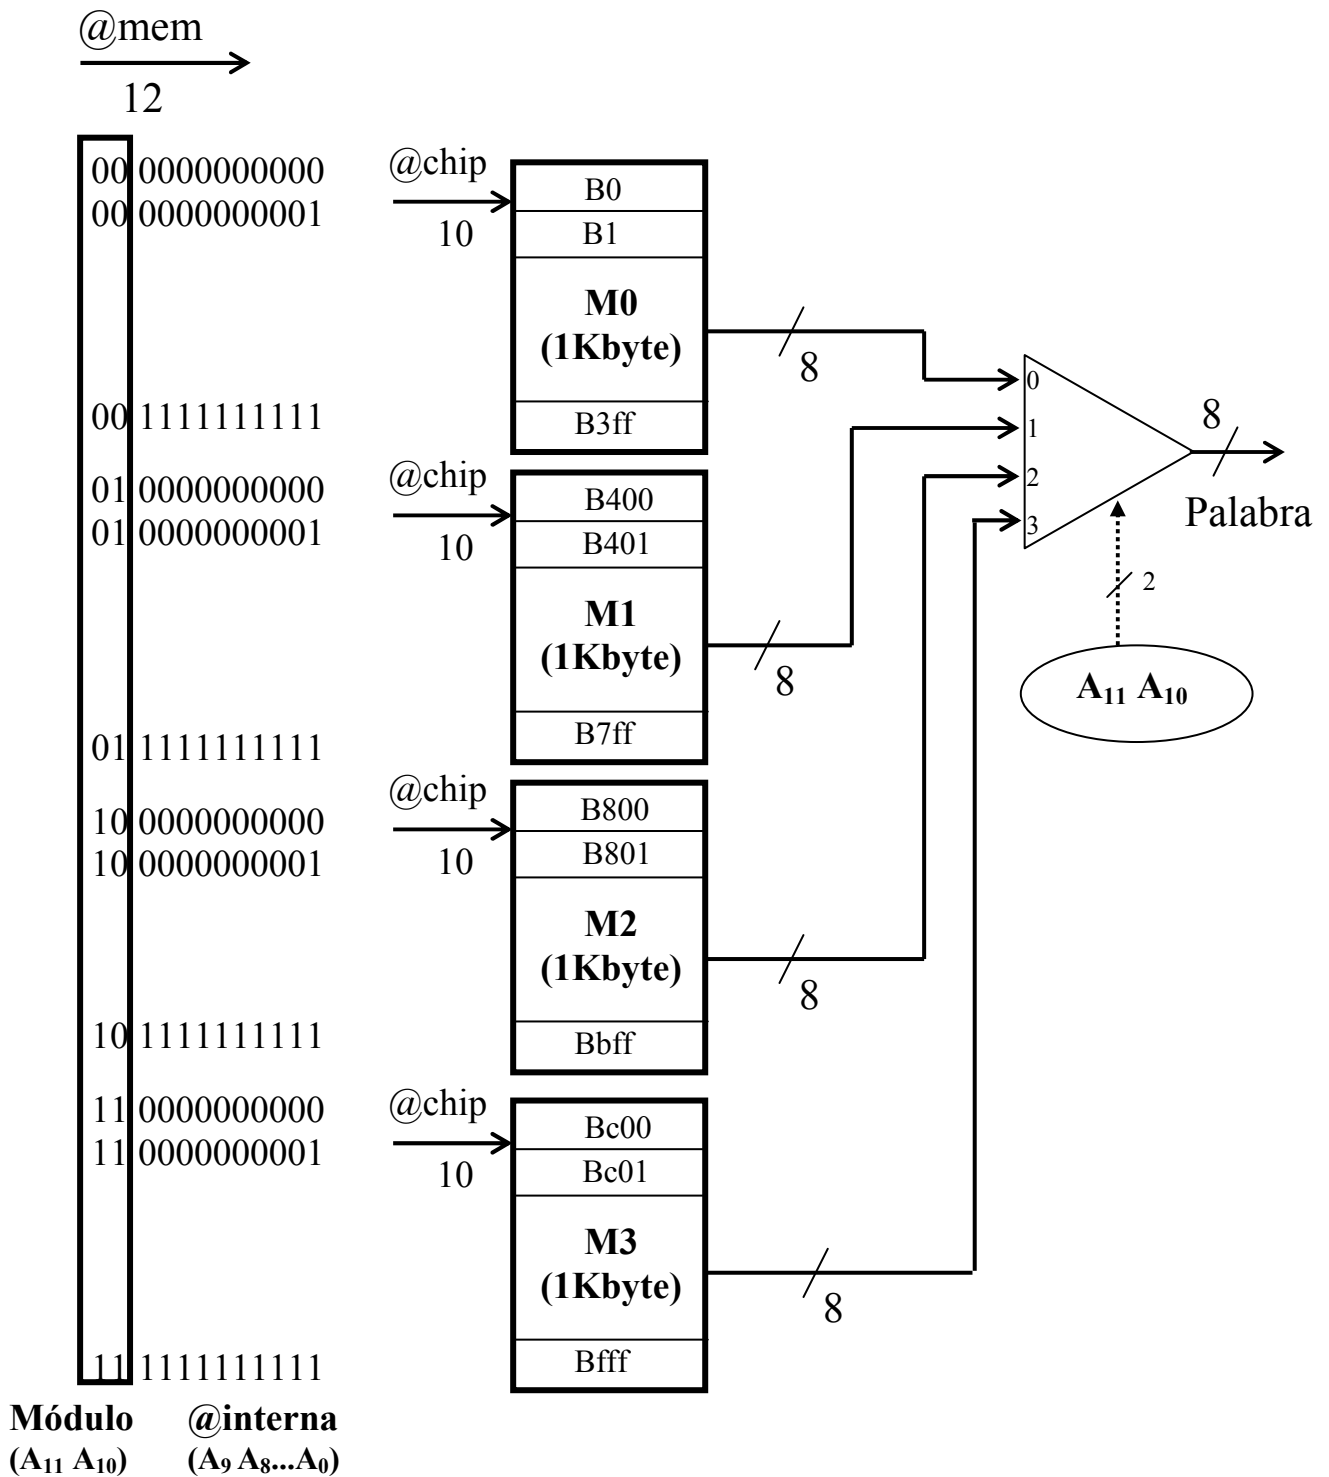 @mem
12
00 0000000000
00 0000000001
00 1111111111
01 0000000000
01 0000000001
01 1111111111
10 0000000000
10 0000000001
10 1111111111
11 0000000000
11 0000000001
11 1111111111
Módulo
(A11 A10)
@interna
(A9 A8...A0)
@chip
10
B0
B1
M0
(1Kbyte)
B3ff
8
@chip
10
B400
B401
M1
(1Kbyte)
B7ff
8
@chip
10
B800
B801
M2
(1Kbyte)
Bbff
8
@chip
10
Bc00
Bc01
M3
(1Kbyte)
Bfff
8
0
1
2
3
8
Palabra
2
A11 A10